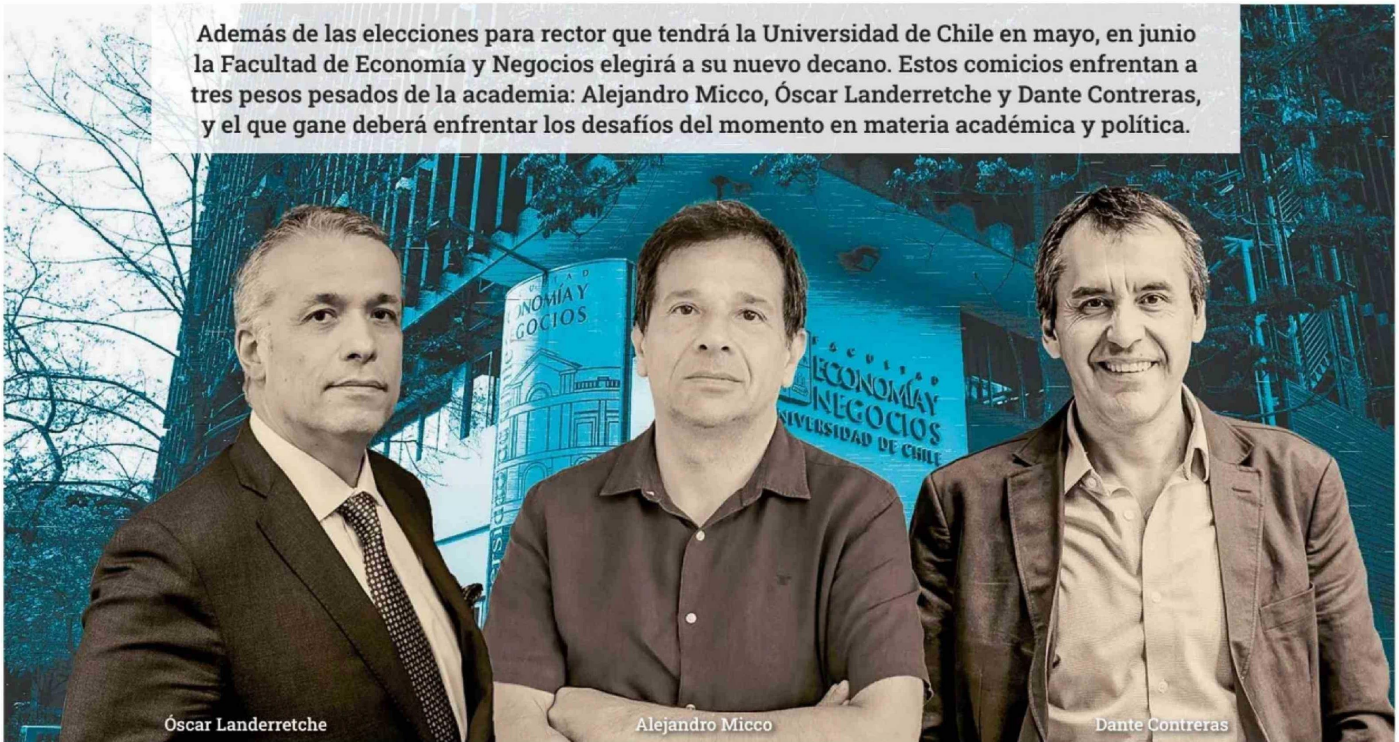 Además de las elecciones para rector que tendrá la Universidad de Chile en mayo, en junio
la Facultad de Economía y Negocios elegirá a su nuevo decano. Estos comicios enfrentan a
tres pesos pesados de la academia: Alejandro Micco, Óscar Landerretche y Dante Contreras,
y el que gane deberá enfrentar los desafíos del momento en materia académica y política.
ONOMÍA Y
GOCIOS
FACULTAD
ECONOMÍA Y
NEGOCIOS
UNIVERSIDAD DE CHILE
Óscar Landerretche
Alejandro Micco
Dante Contreras